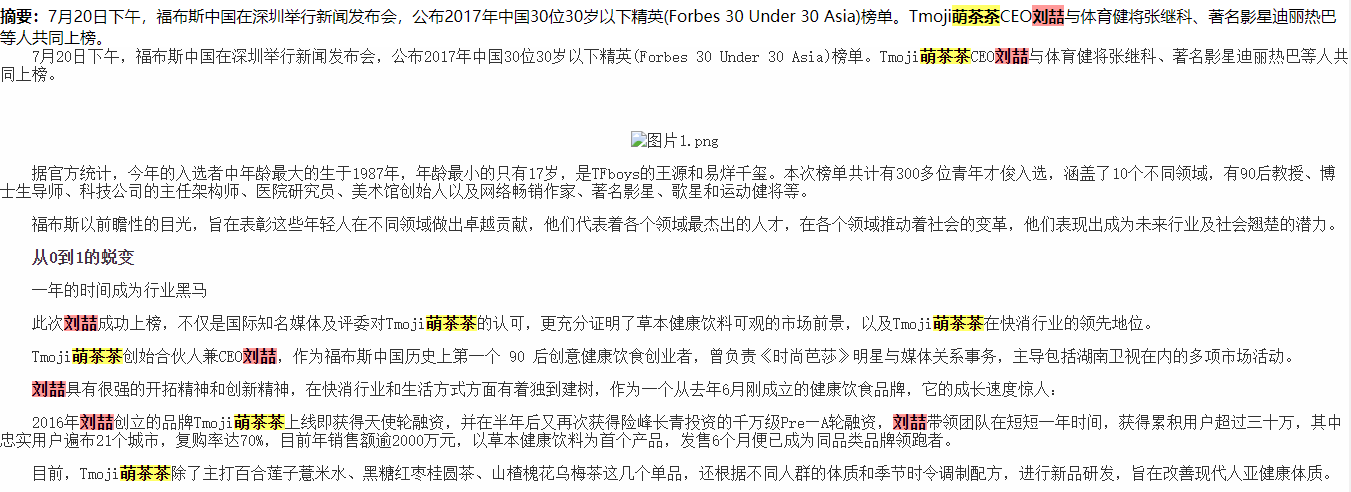 摘要：7月20日下午，福布斯中国在深圳举行新闻发布会，公布2017年中国30位30岁以下精英(Forbes 30 Under 30 Asia)榜单。Tmoji萌茶茶CEO刘喆与体育健将张继科、著名影星迪丽热巴
等人共同上榜。
7月20日下午，福布斯中国在深圳举行新闻发布会，公布2017年中国30位30岁以下精英(Forbes 30 Under 30 Asia)榜单。Tmoji萌茶茶CEO刘喆与体育健将张继科、著名影星迪丽热巴等人共
同上榜。
图片1.png
据官方统计，今年的入选者中年龄最大的生于1987年，年龄最小的只有17岁，是TFboys的王源和易烊千玺。本次榜单共计有300多位青年才俊入选，涵盖了10个不同领域，有90后教授、博
士生导师、科技公司的主任架构师、医院研究员、美术馆创始人以及网络畅销作家、著名影星、歌星和运动健将等。
福布斯以前瞻性的目光，旨在表彰这些年轻人在不同领域做出卓越贡献，他们代表着各个领域最杰出的人才，在各个领域推动着社会的变革，他们表现出成为未来行业及社会翘楚的潜力。
从0到1的蜕变
一年的时间成为行业黑马
此次刘喆成功上榜，不仅是国际知名媒体及评委对Tmoji萌茶茶的认可，更充分证明了草本健康饮料可观的市场前景，以及Tmoji萌茶茶在快消行业的领先地位。
Tmoji萌茶茶创始合伙人兼CEO刘喆，作为福布斯中国历史上第一个 90 后创意健康饮食创业者，曾负责《时尚芭莎》明星与媒体关系事务，主导包括湖南卫视在内的多项市场活动。
刘喆具有很强的开拓精神和创新精神，在快消行业和生活方式方面有着独到建树，作为一个从去年6月刚成立的健康饮食品牌，它的成长速度惊人：
2016年刘喆创立的品牌Tmoji萌茶茶上线即获得天使轮融资，并在半年后又再次获得险峰长青投资的千万级Pre—A轮融资，刘喆带领团队在短短一年时间，获得累积用户超过三十万，其中
忠实用户遍布21个城市，复购率达70%，目前年销售额逾2000万元，以草本健康饮料为首个产品，发售6个月便已成为同品类品牌领跑者。
目前，Tmoji萌茶茶除了主打百合莲子薏米水、黑糖红枣桂圆茶、山楂槐花乌梅茶这几个单品，还根据不同人群的体质和季节时令调制配方，进行新品研发，旨在改善现代人亚健康体质。